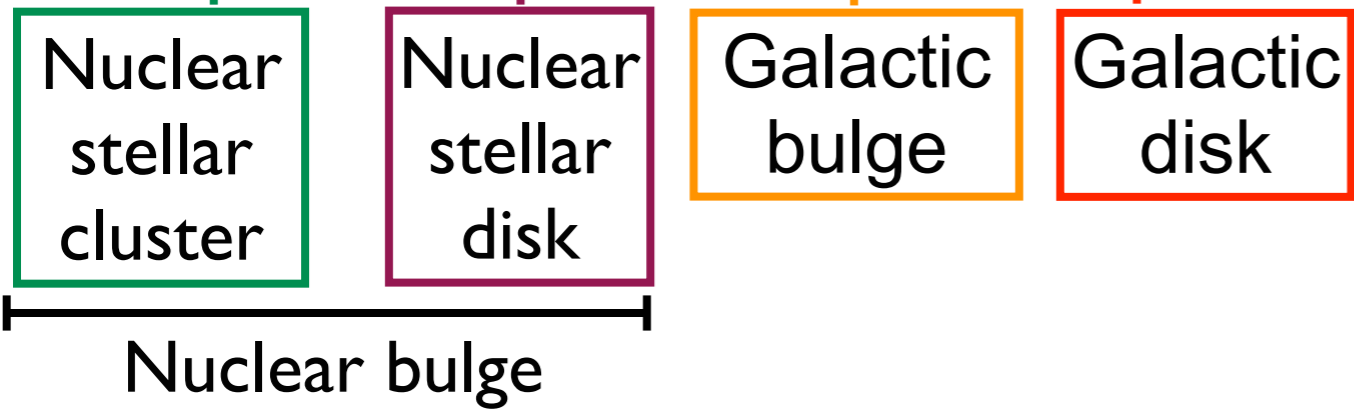 Nuclear
stellar
cluster
Nuclear
stellar
disk
Galactic
bulge
Galactic
disk
Nuclear bulge